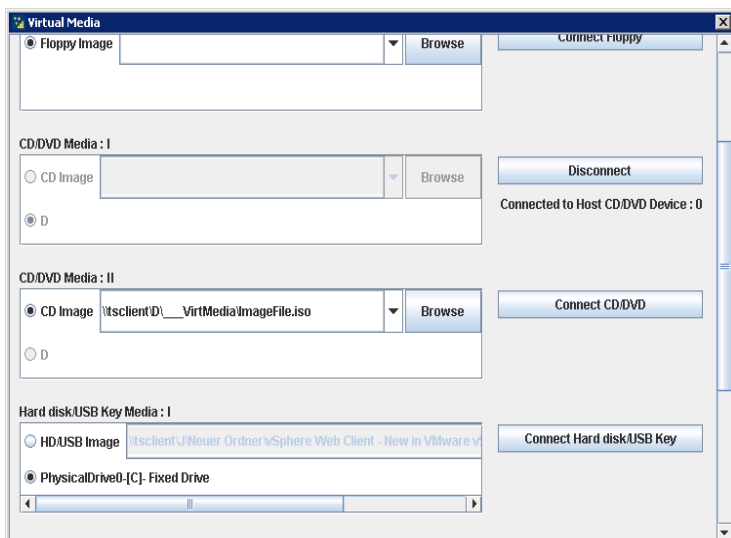 Virtual Media
Floppy Image Browse Connect Floppy
CD/DVD Media : I
CD Image Browse Disconnect
D Connected to Host CD/DVD Device : 0
CD/DVD Media : II
CD Image \\tsclient\D\___VirtMedia\ImageFile.iso Browse Connect CD/DVD
D
Hard disk/USB Key Media : I
HD/USB Image \\tsclient\J\Neuer Ordner\vSphere Web Client - New in VMware vS Connect Hard disk/USB Key
PhysicalDrive0-[C]- Fixed Drive